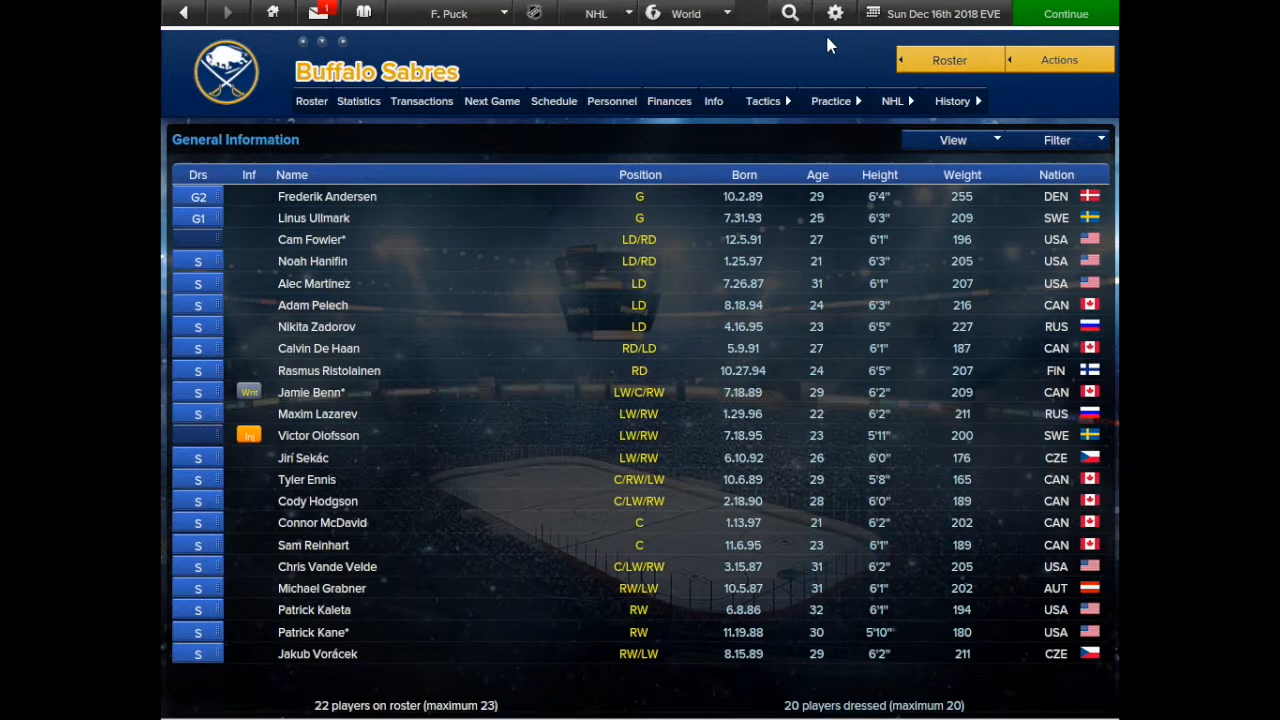 1 F. Puck NHL World Sun Dec 16th 2018 EVE Continue
Buffalo Sabres Roster Actions
Roster Statistics Transactions Next Game Schedule Personnel Finances Info Tactics Practice NHL History
General Information View Filter
Drs Inf Name Position Born Age Height Weight Nation
G2 Frederik Andersen G 10.2.89 29 6'4" 255 DEN
G1 Linus Ullmark G 7.31.93 25 6'3" 209 SWE
Cam Fowler* LD/RD 12.5.91 27 6'1" 196 USA
S Noah Hanifin LD/RD 1.25.97 21 6'3" 205 USA
S Alec Martinez LD 7.26.87 31 6'1" 207 USA
S Adam Pelech LD 8.18.94 24 6'3" 216 CAN
S Nikita Zadorov LD 4.16.95 23 6'5" 227 RUS
S Calvin De Haan RD/LD 5.9.91 27 6'1" 187 CAN
S Rasmus Ristolainen RD 10.27.94 24 6'5" 207 FIN
S Wnt Jamie Benn* LW/C/RW 7.18.89 29 6'2" 209 CAN
S Maxim Lazarev LW/RW 1.29.96 22 6'2" 211 RUS
Inj Victor Olofsson LW/RW 7.18.95 23 5'11" 200 SWE
S Jirí Sekác LW/RW 6.10.92 26 6'0" 176 CZE
S Tyler Ennis C/RW/LW 10.6.89 29 5'8" 165 CAN
S Cody Hodgson C/LW/RW 2.18.90 28 6'0" 189 CAN
S Connor McDavid C 1.13.97 21 6'2" 202 CAN
S Sam Reinhart C 11.6.95 23 6'1" 189 CAN
S Chris Vande Velde C/LW/RW 3.15.87 31 6'2" 205 USA
S Michael Grabner RW/LW 10.5.87 31 6'1" 202 AUT
S Patrick Kaleta RW 6.8.86 32 6'1" 194 USA
S Patrick Kane* RW 11.19.88 30 5'10" 180 USA
S Jakub Vorácek RW/LW 8.15.89 29 6'2" 211 CZE
22 players on roster (maximum 23) 20 players dressed (maximum 20)